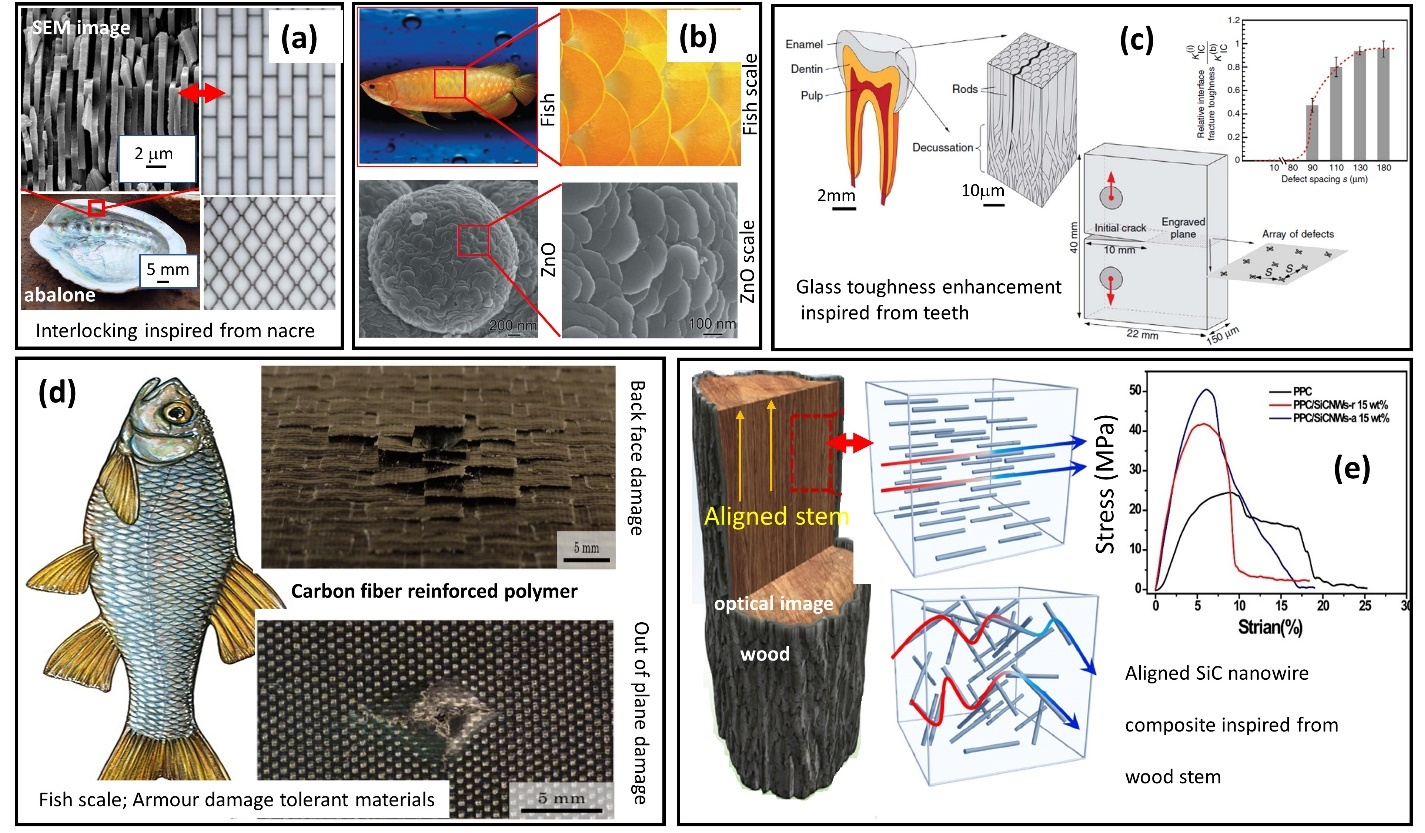 SEM image
(a)
2 μm
5 mm
abalone
Interlocking inspired from nacre
(b)
Fish
Fish scale
ZnO
200 nm
ZnO scale
100 nm
(c)
Enamel
Dentin
Pulp
2mm
Rods
Decussation
10μm
Relative interface
fracture toughness
K(i)IC
K(b)IC
1.2
1
0.8
0.6
0.4
0.2
0
10 80 90 110 130 180
Defect spacing s (μm)
40 mm
Initial crack
10 mm
Engraved
plane
Array of defects
S S
22 mm
150 μm
Glass toughness enhancement
inspired from teeth
(d)
Back face damage
5 mm
Carbon fiber reinforced polymer
Out of plane damage
5 mm
Fish scale; Armour damage tolerant materials
Aligned stem
optical image
wood
(e)
Stress (MPa)
50
40
30
20
10
0
0 5 10 15 20 25 30
Strian(%)
PPC
PPC/SiCNWs-r 15 wt%
PPC/SiCNWs-a 15 wt%
Aligned SiC nanowire
composite inspired from
wood stem